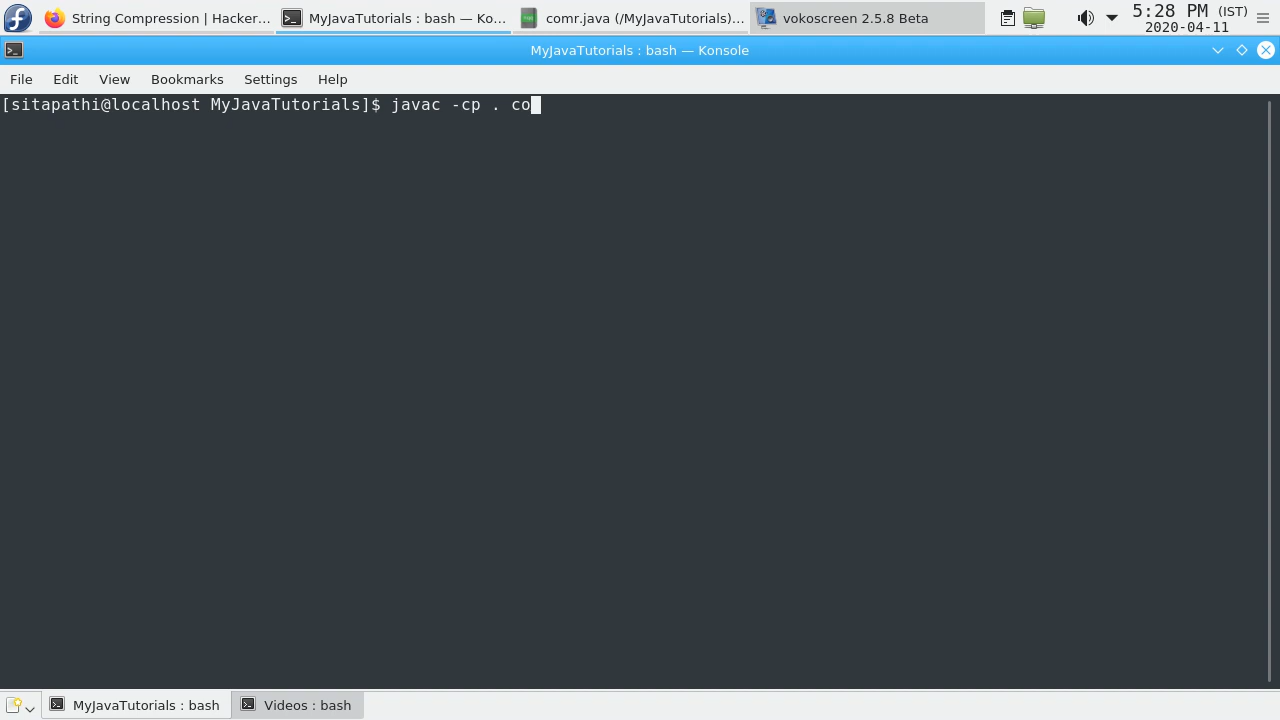 String Compression | Hacker...
MyJavaTutorials : bash — Ko...
comr.java (/MyJavaTutorials)...
vokoscreen 2.5.8 Beta
5:28 PM (IST)
2020-04-11
MyJavaTutorials : bash — Konsole
File Edit View Bookmarks Settings Help
[sitapathi@localhost MyJavaTutorials]$ javac -cp . co
MyJavaTutorials : bash
Videos : bash